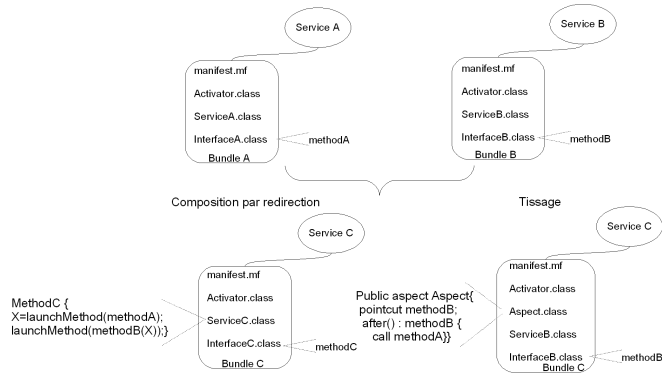 Service A
manifest.mf
Activator.class
ServiceA.class
InterfaceA.class
methodA
Bundle A
Service B
manifest.mf
Activator.class
ServiceB.class
InterfaceB.class
methodB
Bundle B
Composition par redirection
Tissage
Service C
manifest.mf
Activator.class
ServiceC.class
InterfaceC.class
methodC
Bundle C
MethodC {
X=launchMethod(methodA);
launchMethod(methodB(X));}
Service C
manifest.mf
Activator.class
Aspect.class
ServiceB.class
InterfaceB.class
methodB
Bundle C
Public aspect Aspect{
pointcut methodB;
after() : methodB {
call methodA}}